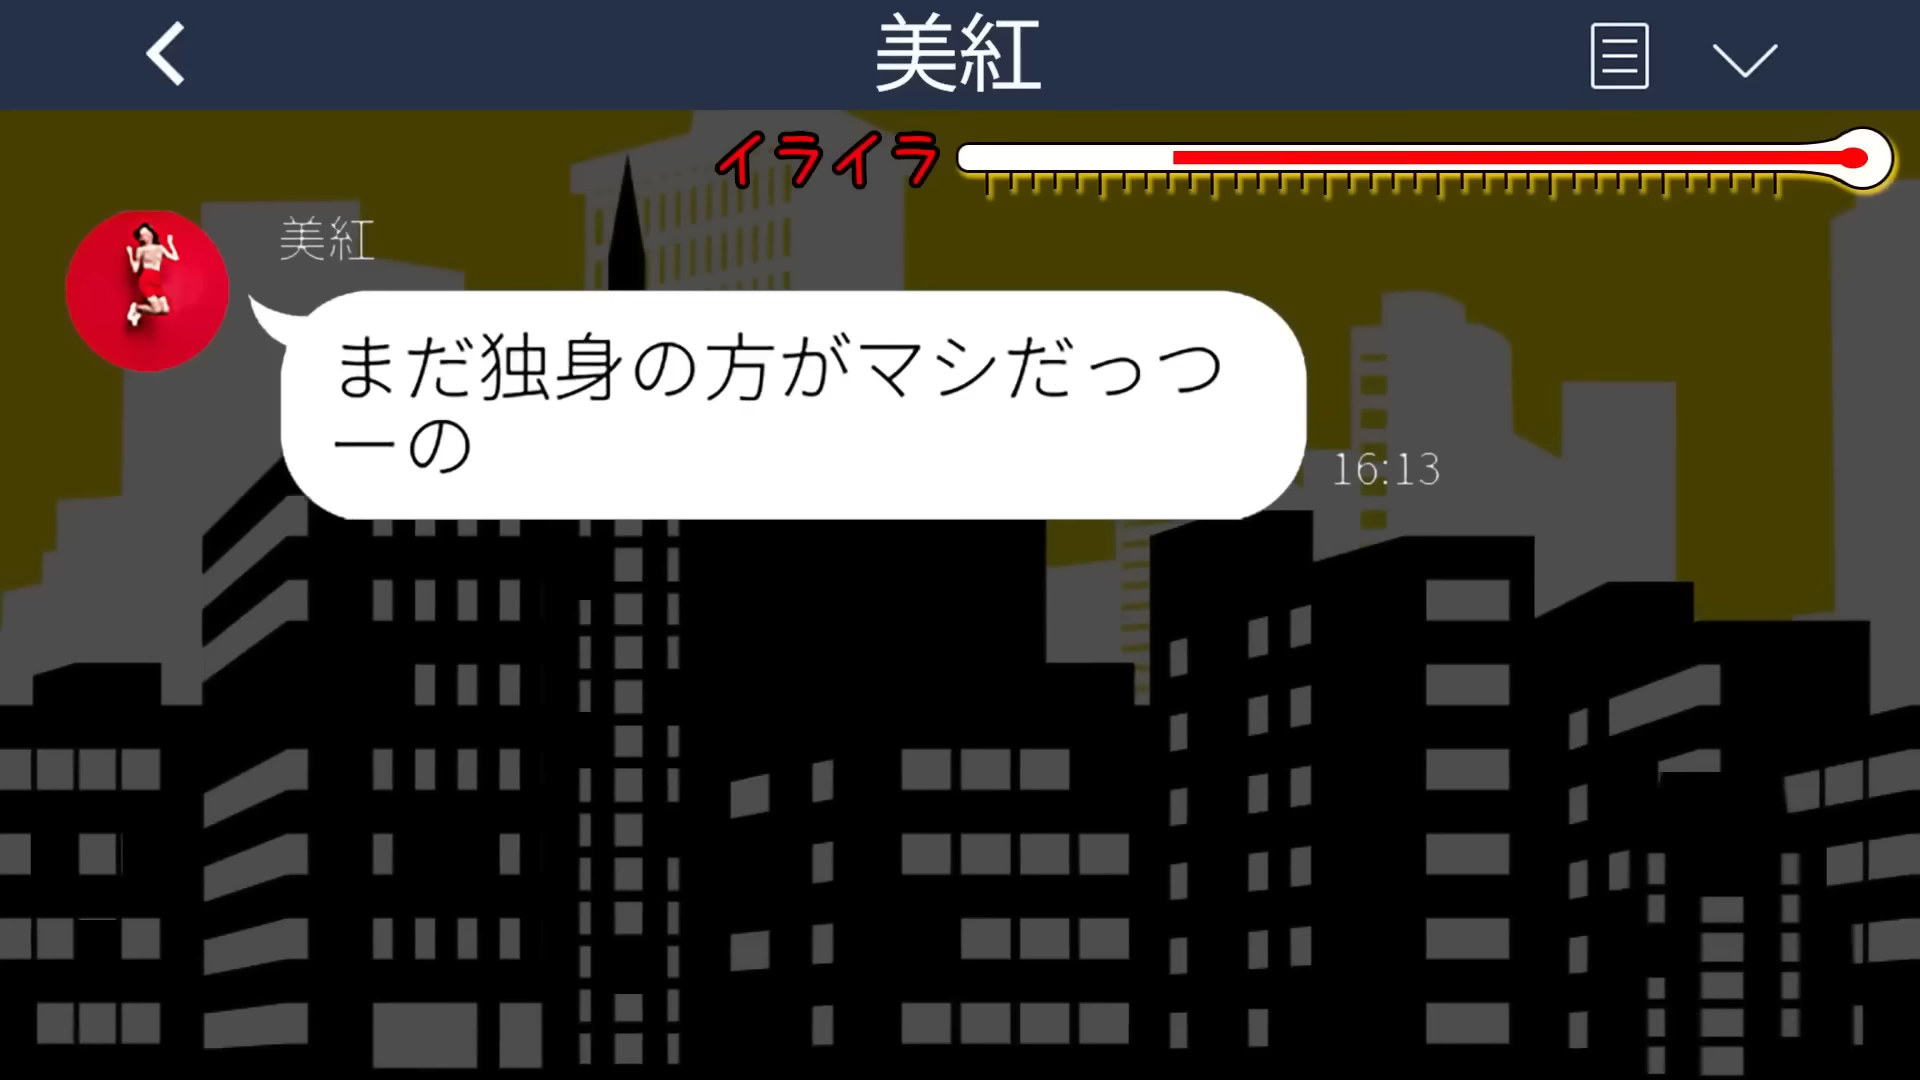 美紅
イライラ
美紅
まだ独身の方がマシだっつ
ーの
16:13